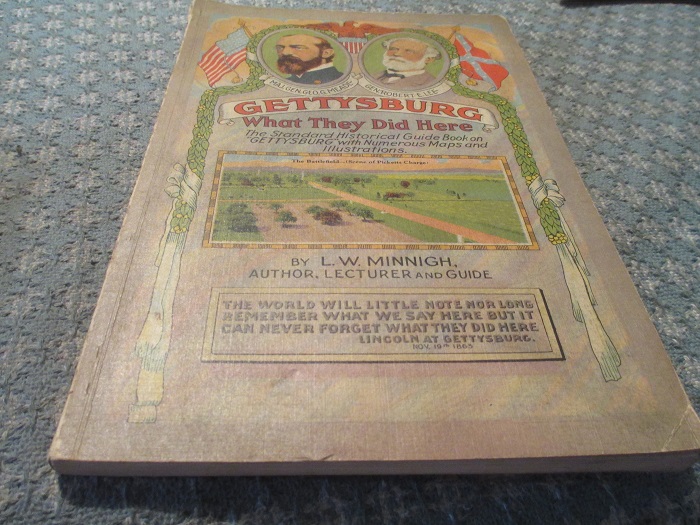 MAJ. GEN. GEO. G. MEADE
GEN. ROBERT E. LEE
GETTYSBURG
What They Did Here
The Standard Historical Guide Book on
"GETTYSBURG" with Numerous Maps and
Illustrations.
The Battlefield—(Scene of Picketts Charge)
BY L. W. MINNIGH,
AUTHOR, LECTURER AND GUIDE
THE WORLD WILL LITTLE NOTE NOR LONG
REMEMBER WHAT WE SAY HERE BUT IT
CAN NEVER FORGET WHAT THEY DID HERE
LINCOLN AT GETTYSBURG.
NOV. 19TH 1863